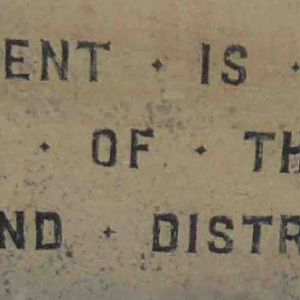 ENT · IS ·
· OF · TH
ND · DISTR